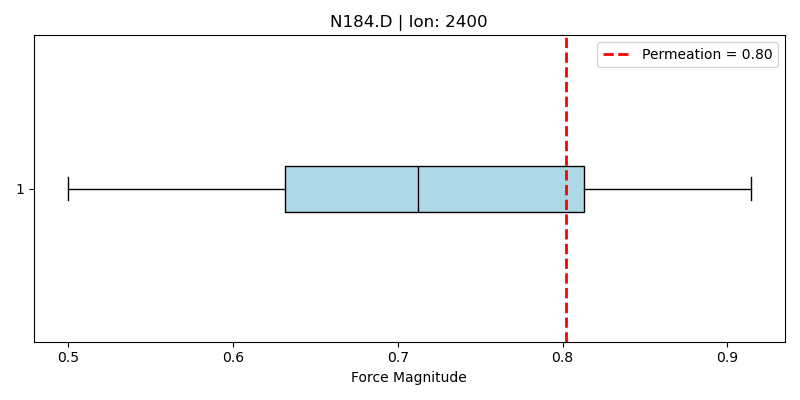 N184.D | Ion: 2400
Permeation = 0.80
1
0.5 0.6 0.7 0.8 0.9
Force Magnitude